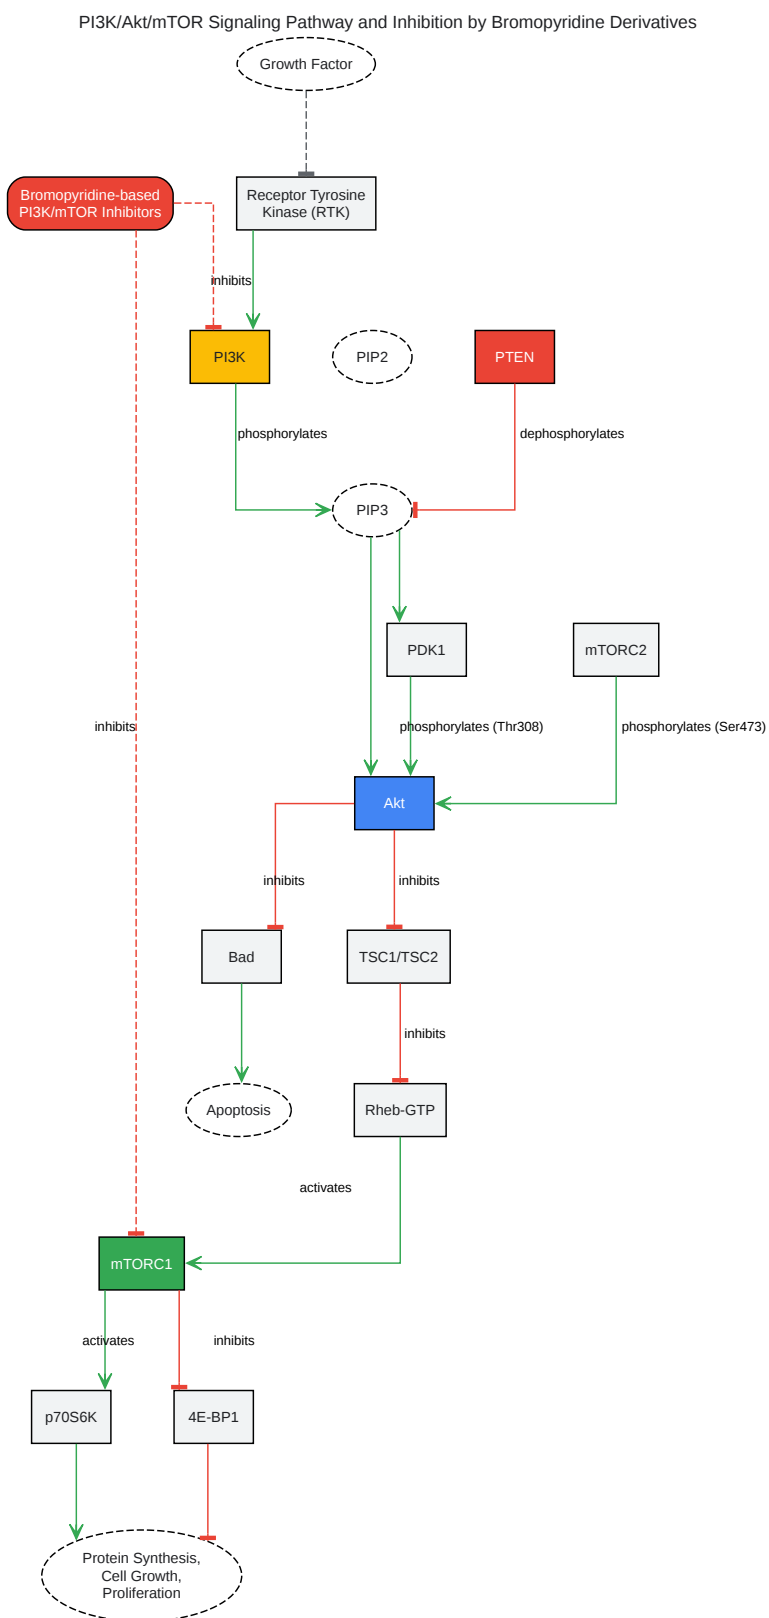 PI3K/Akt/mTOR Signaling Pathway and Inhibition by Bromopyridine Derivatives
Growth Factor
Bromopyridine-based
PI3K/mTOR Inhibitors
Receptor Tyrosine
Kinase (RTK)
inhibits
PI3K
PIP2
PTEN
phosphorylates
dephosphorylates
PIP3
PDK1
mTORC2
inhibits
phosphorylates (Thr308)
phosphorylates (Ser473)
Akt
inhibits
inhibits
Bad
TSC1/TSC2
inhibits
Apoptosis
Rheb-GTP
activates
mTORC1
activates
inhibits
p70S6K
4E-BP1
Protein Synthesis,
Cell Growth,
Proliferation